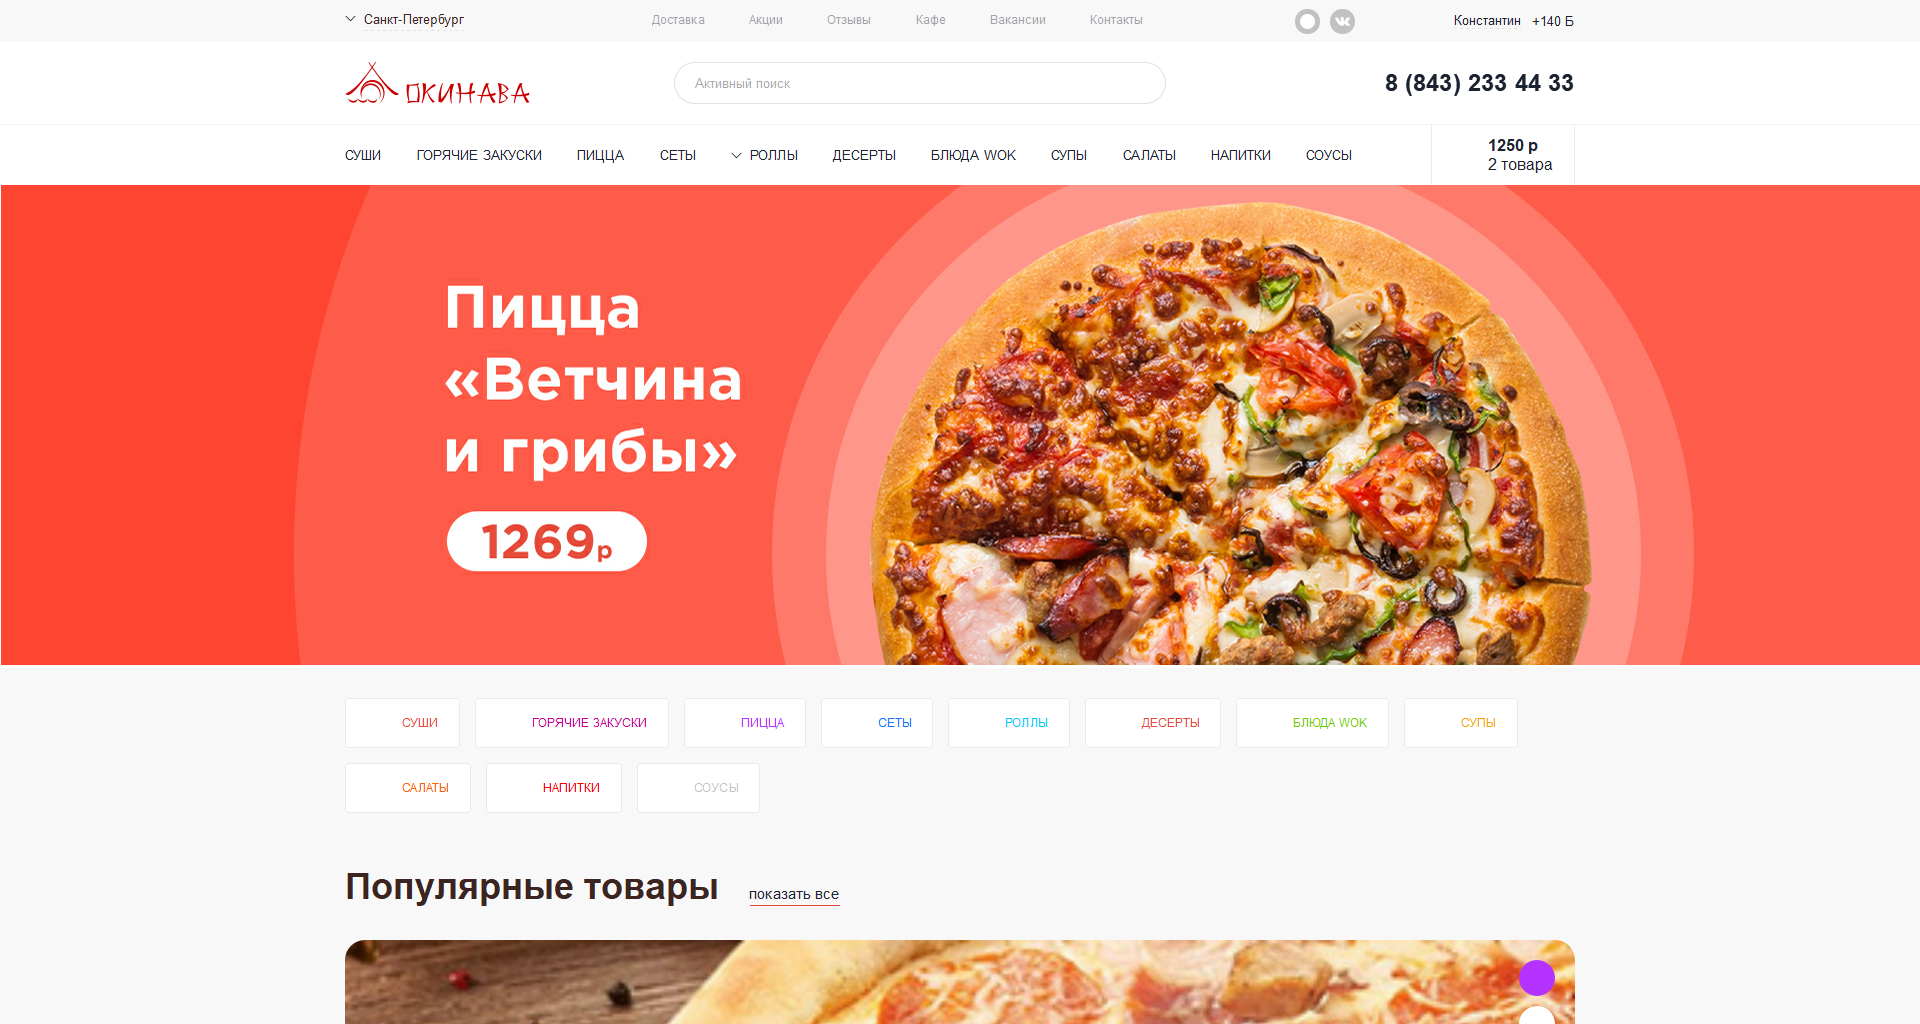 Санкт-Петербург
Доставка Акции Отзывы Кафе Вакансии Контакты
Константин +140 Б
ОКИНАВА
Активный поиск
8 (843) 233 44 33
СУШИ ГОРЯЧИЕ ЗАКУСКИ ПИЦЦА СЕТЫ РОЛЛЫ ДЕСЕРТЫ БЛЮДА WOK СУПЫ САЛАТЫ НАПИТКИ СОУСЫ
1250 р
2 товара
Пицца
«Ветчина
и грибы»
1269р
СУШИ ГОРЯЧИЕ ЗАКУСКИ ПИЦЦА СЕТЫ РОЛЛЫ ДЕСЕРТЫ БЛЮДА WOK СУПЫ
САЛАТЫ НАПИТКИ СОУСЫ
Популярные товары показать все